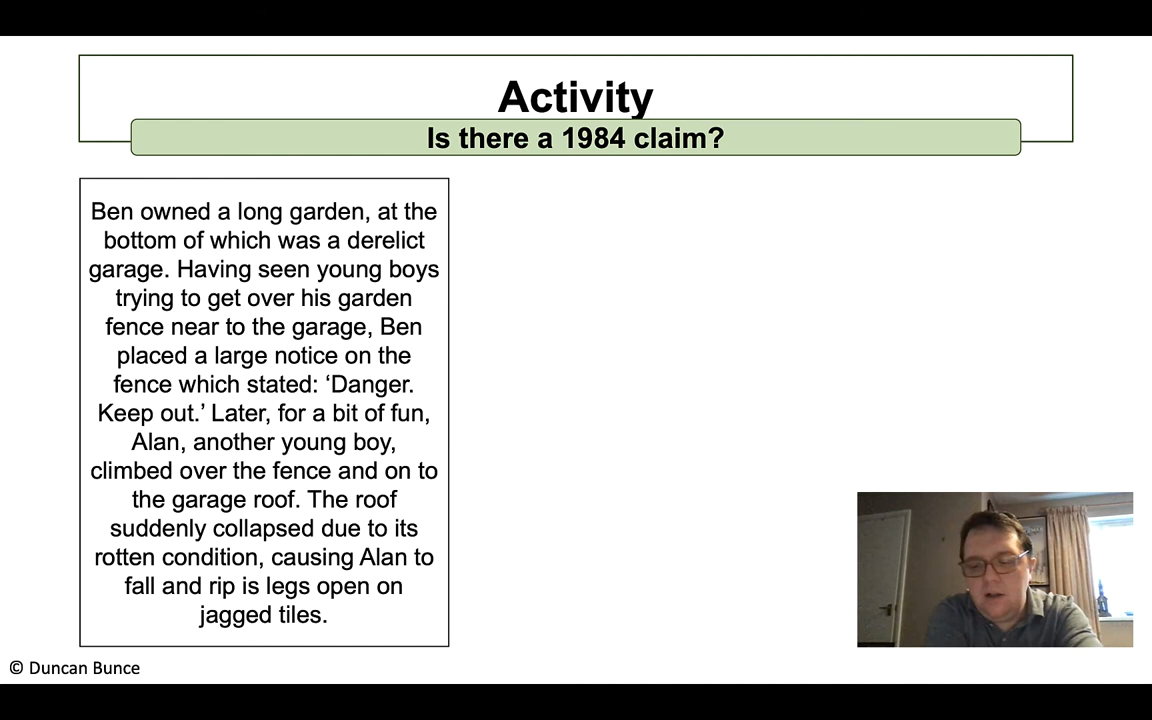 Activity
Is there a 1984 claim?
Ben owned a long garden, at the
bottom of which was a derelict
garage. Having seen young boys
trying to get over his garden
fence near to the garage, Ben
placed a large notice on the
fence which stated: ‘Danger.
Keep out.’ Later, for a bit of fun,
Alan, another young boy,
climbed over the fence and on to
the garage roof. The roof
suddenly collapsed due to its
rotten condition, causing Alan to
fall and rip is legs open on
jagged tiles.
© Duncan Bunce